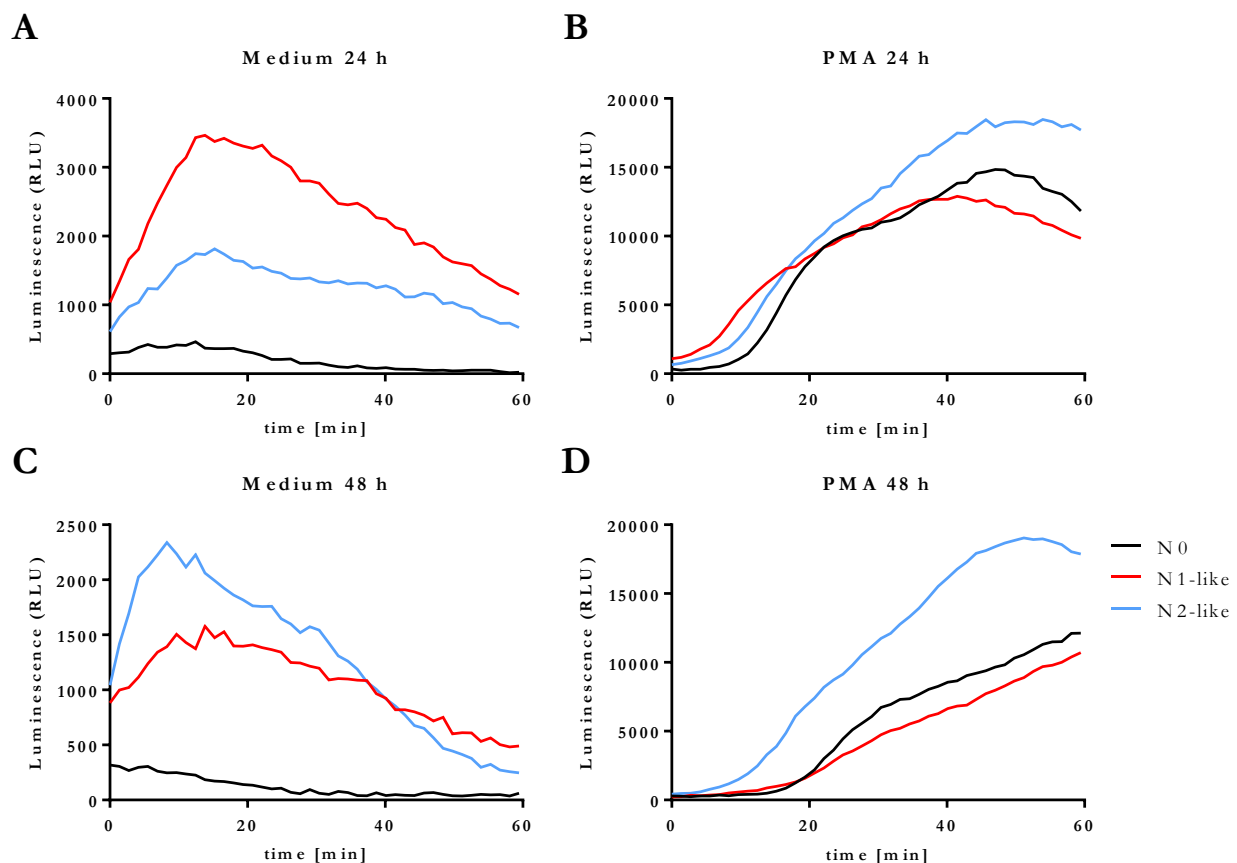 A
Medium 24 h
Luminescence (RLU)
4000
3000
2000
1000
0
0 20 40 60
time [min]
B
PMA 24 h
Luminescence (RLU)
20000
15000
10000
5000
0
0 20 40 60
time [min]
C
Medium 48 h
Luminescence (RLU)
2500
2000
1500
1000
500
0
0 20 40 60
time [min]
D
PMA 48 h
Luminescence (RLU)
20000
15000
10000
5000
0
0 20 40 60
time [min]
N0
N1-like
N2-like